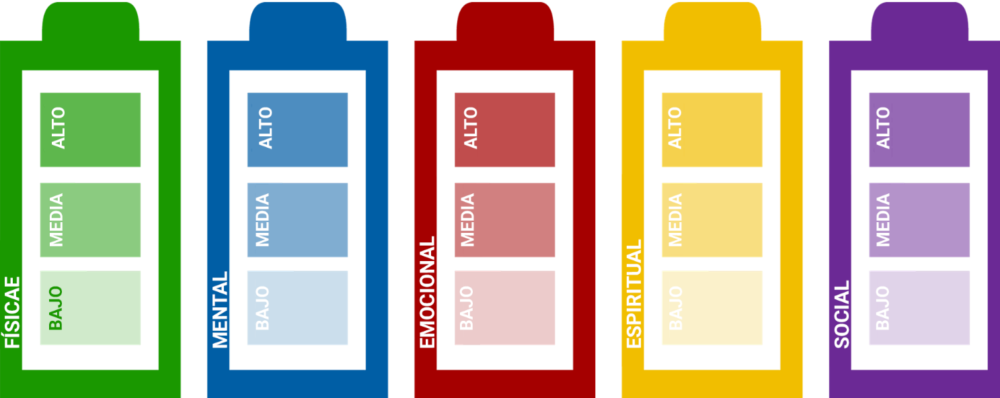 FÍSICAE
ALTO
MEDIA
BAJO
MENTAL
ALTO
MEDIA
BAJO
EMOCIONAL
ALTO
MEDIA
BAJO
ESPIRITUAL
ALTO
MEDIA
BAJO
SOCIAL
ALTO
MEDIA
BAJO